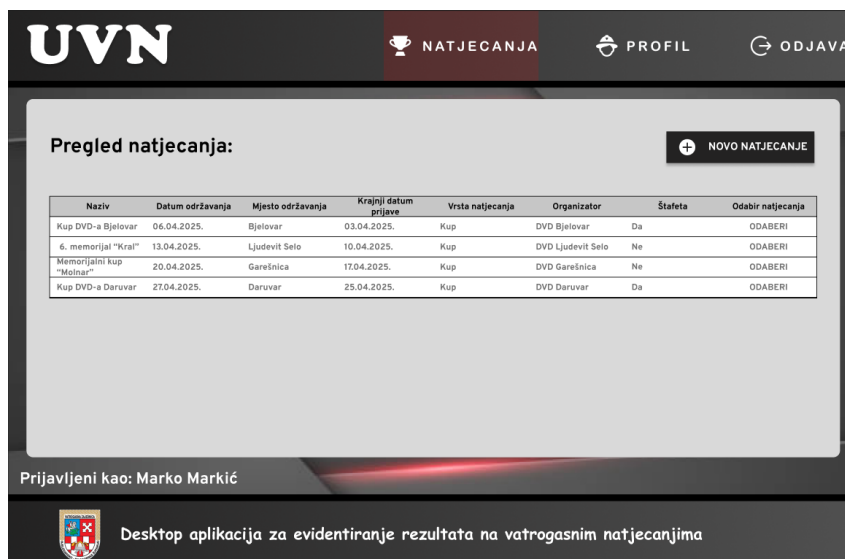 UVN
NATJECANJA
PROFIL
ODJAVA
Pregled natjecanja:
NOVO NATJECANJE
Naziv Datum održavanja Mjesto održavanja Krajnji datum prijave Vrsta natjecanja Organizator Štafeta Odabir natjecanja
Kup DVD-a Bjelovar 06.04.2025. Bjelovar 03.04.2025. Kup DVD Bjelovar Da ODABERI
6. memorijal "Kral" 13.04.2025. Ljudevit Selo 10.04.2025. Kup DVD Ljudevit Selo Ne ODABERI
Memorijalni kup "Molnar" 20.04.2025. Garešnica 17.04.2025. Kup DVD Garešnica Ne ODABERI
Kup DVD-a Daruvar 27.04.2025. Daruvar 25.04.2025. Kup DVD Daruvar Da ODABERI
Prijavljeni kao: Marko Markić
Desktop aplikacija za evidentiranje rezultata na vatrogasnim natjecanjima